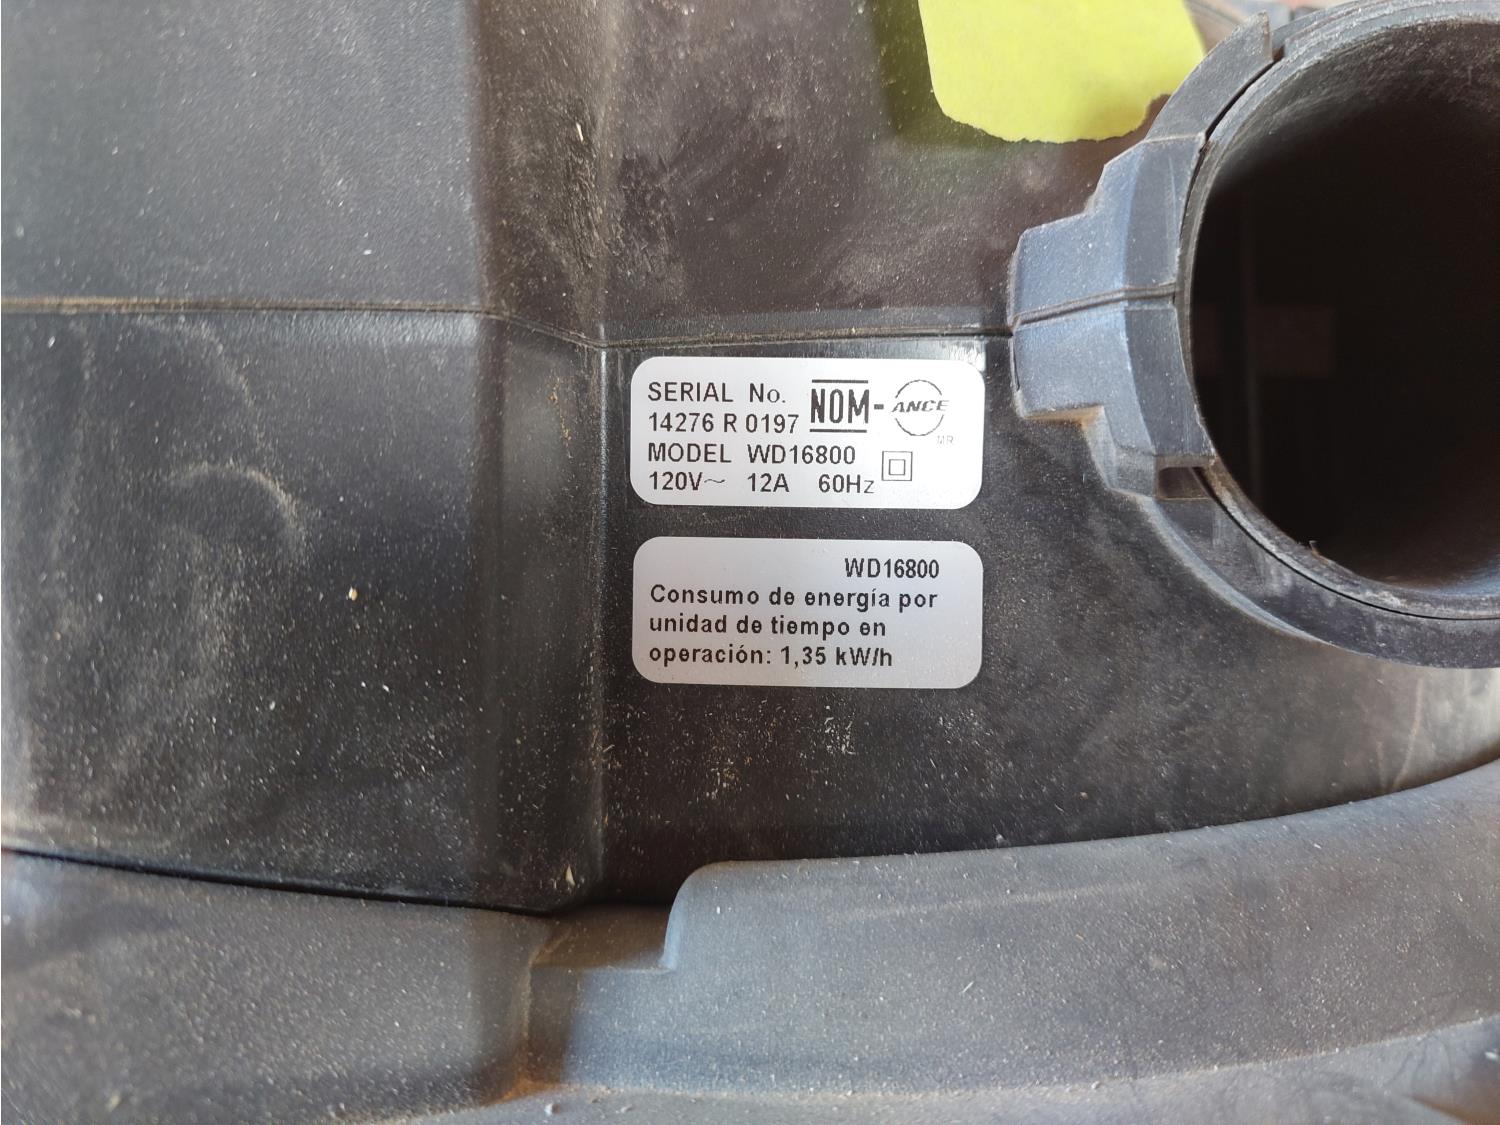 SERIAL No.
14276 R 0197
NOM-ANCE
MR
MODEL WD16800
120V~ 12A 60Hz
WD16800
Consumo de energía por
unidad de tiempo en
operación: 1,35 kW/h